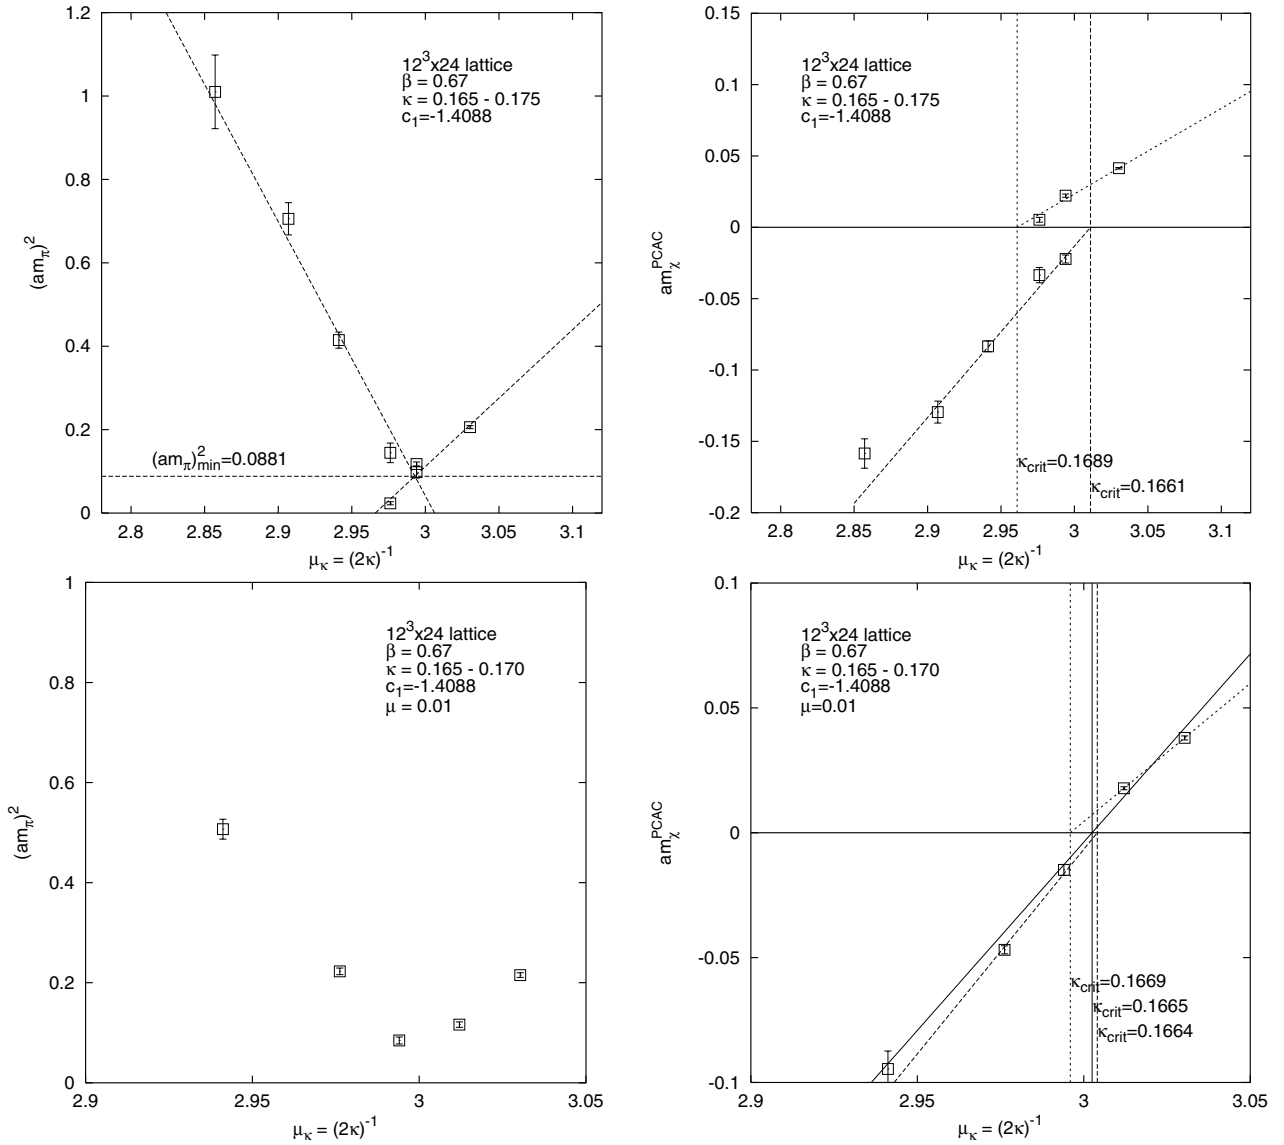 12³x24 lattice
β = 0.67
κ = 0.165 - 0.175
c₁=-1.4088
(amπ)²min=0.0881
1.2
1
0.8
0.6
0.4
0.2
0
2.8 2.85 2.9 2.95 3 3.05 3.1
(amπ)²
μκ = (2κ)⁻¹
12³x24 lattice
β = 0.67
κ = 0.165 - 0.175
c₁=-1.4088
κcrit=0.1689
κcrit=0.1661
0.15
0.1
0.05
0
-0.05
-0.1
-0.15
-0.2
2.8 2.85 2.9 2.95 3 3.05 3.1
amχPCAC
μκ = (2κ)⁻¹
12³x24 lattice
β = 0.67
κ = 0.165 - 0.170
c₁=-1.4088
μ = 0.01
1
0.8
0.6
0.4
0.2
0
2.9 2.95 3 3.05
(amπ)²
μκ = (2κ)⁻¹
12³x24 lattice
β = 0.67
κ = 0.165 - 0.170
c₁=-1.4088
μ=0.01
κcrit=0.1669
κcrit=0.1665
κcrit=0.1664
0.1
0.05
0
-0.05
-0.1
2.9 2.95 3 3.05
amχPCAC
μκ = (2κ)⁻¹